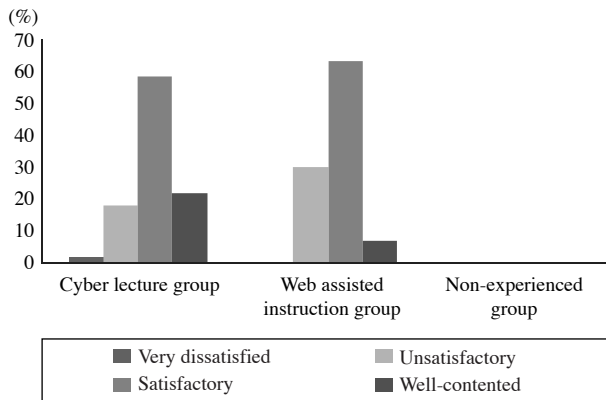 (%)
70
60
50
40
30
20
10
0
Cyber lecture group
Web assisted
instruction group
Non-experienced
group
Very dissatisfied
Unsatisfactory
Satisfactory
Well-contented